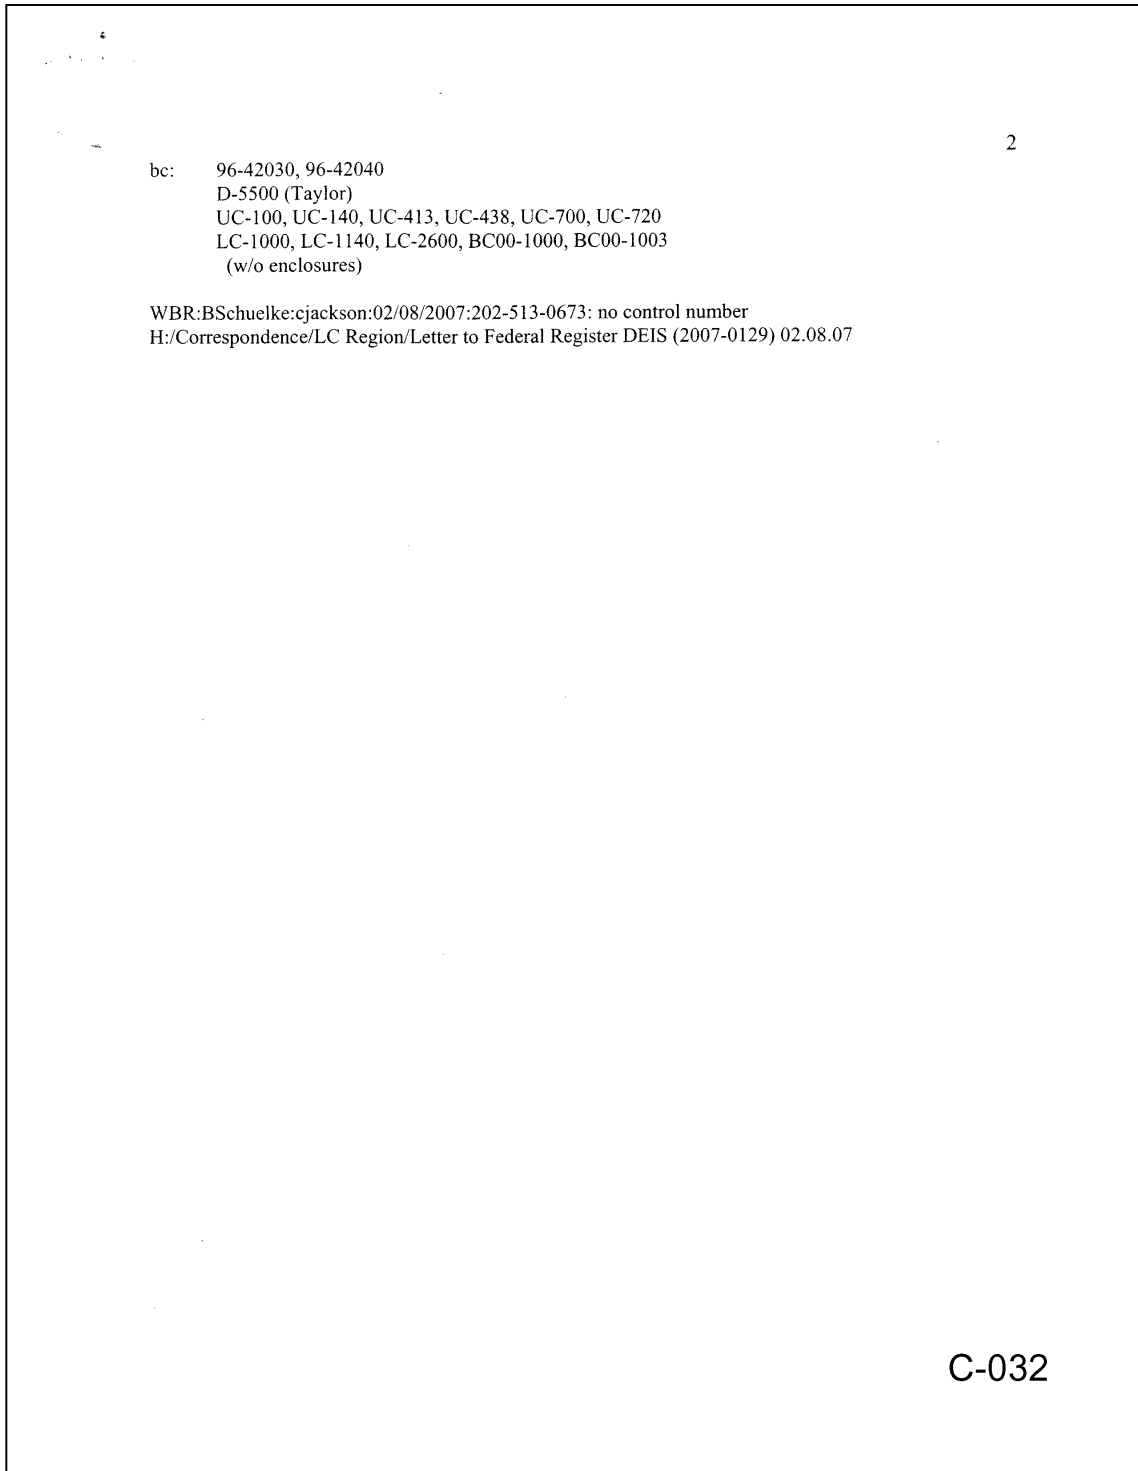 2
bc: 96-42030, 96-42040
D-5500 (Taylor)
UC-100, UC-140, UC-413, UC-438, UC-700, UC-720
LC-1000, LC-1140, LC-2600, BC00-1000, BC00-1003
(w/o enclosures)
WBR:BSchuelke:cjackson:02/08/2007:202-513-0673: no control number
H:/Correspondence/LC Region/Letter to Federal Register DEIS (2007-0129) 02.08.07
C-032